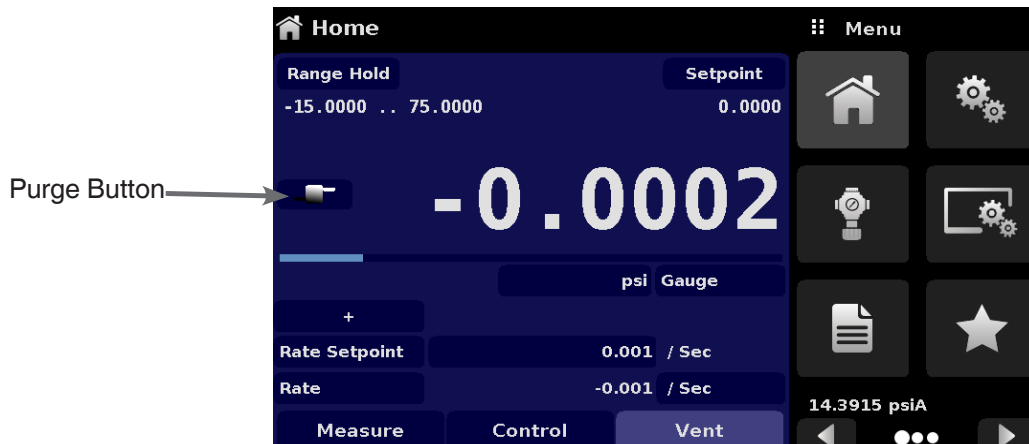 Home
Menu
Range Hold
Setpoint
-15.0000 .. 75.0000
0.0000
Purge Button
-0.0002
psi Gauge
+
Rate Setpoint 0.001 / Sec
Rate -0.001 / Sec
14.3915 psiA
Measure Control Vent